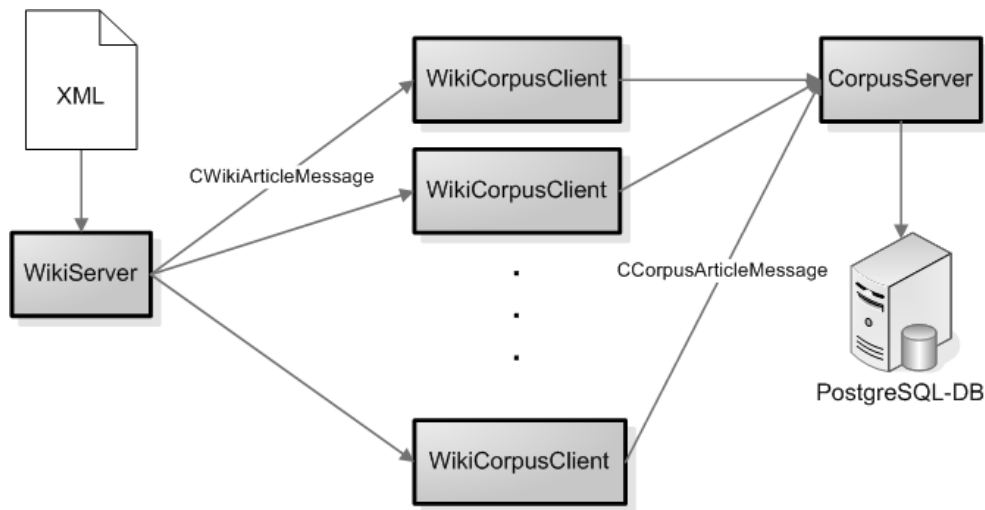 XML
WikiCorpusClient
CorpusServer
CWikiArticleMessage
WikiCorpusClient
WikiServer
CCorpusArticleMessage
.
.
.
PostgreSQL-DB
WikiCorpusClient